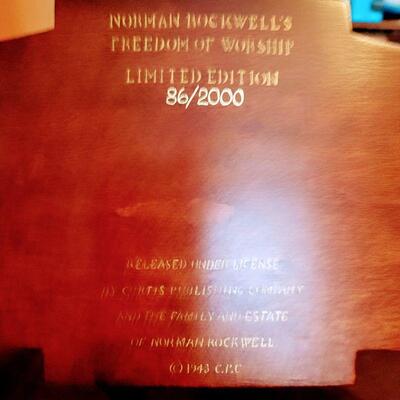 NORMAN ROCKWELL'S
FREEDOM OF WORSHIP
LIMITED EDITION
86/2000
RELEASED UNDER LICENSE
BY CURTIS PUBLISHING COMPANY
AND THE FAMILY AND ESTATE
OF NORMAN ROCKWELL
© 1943 C.P.C